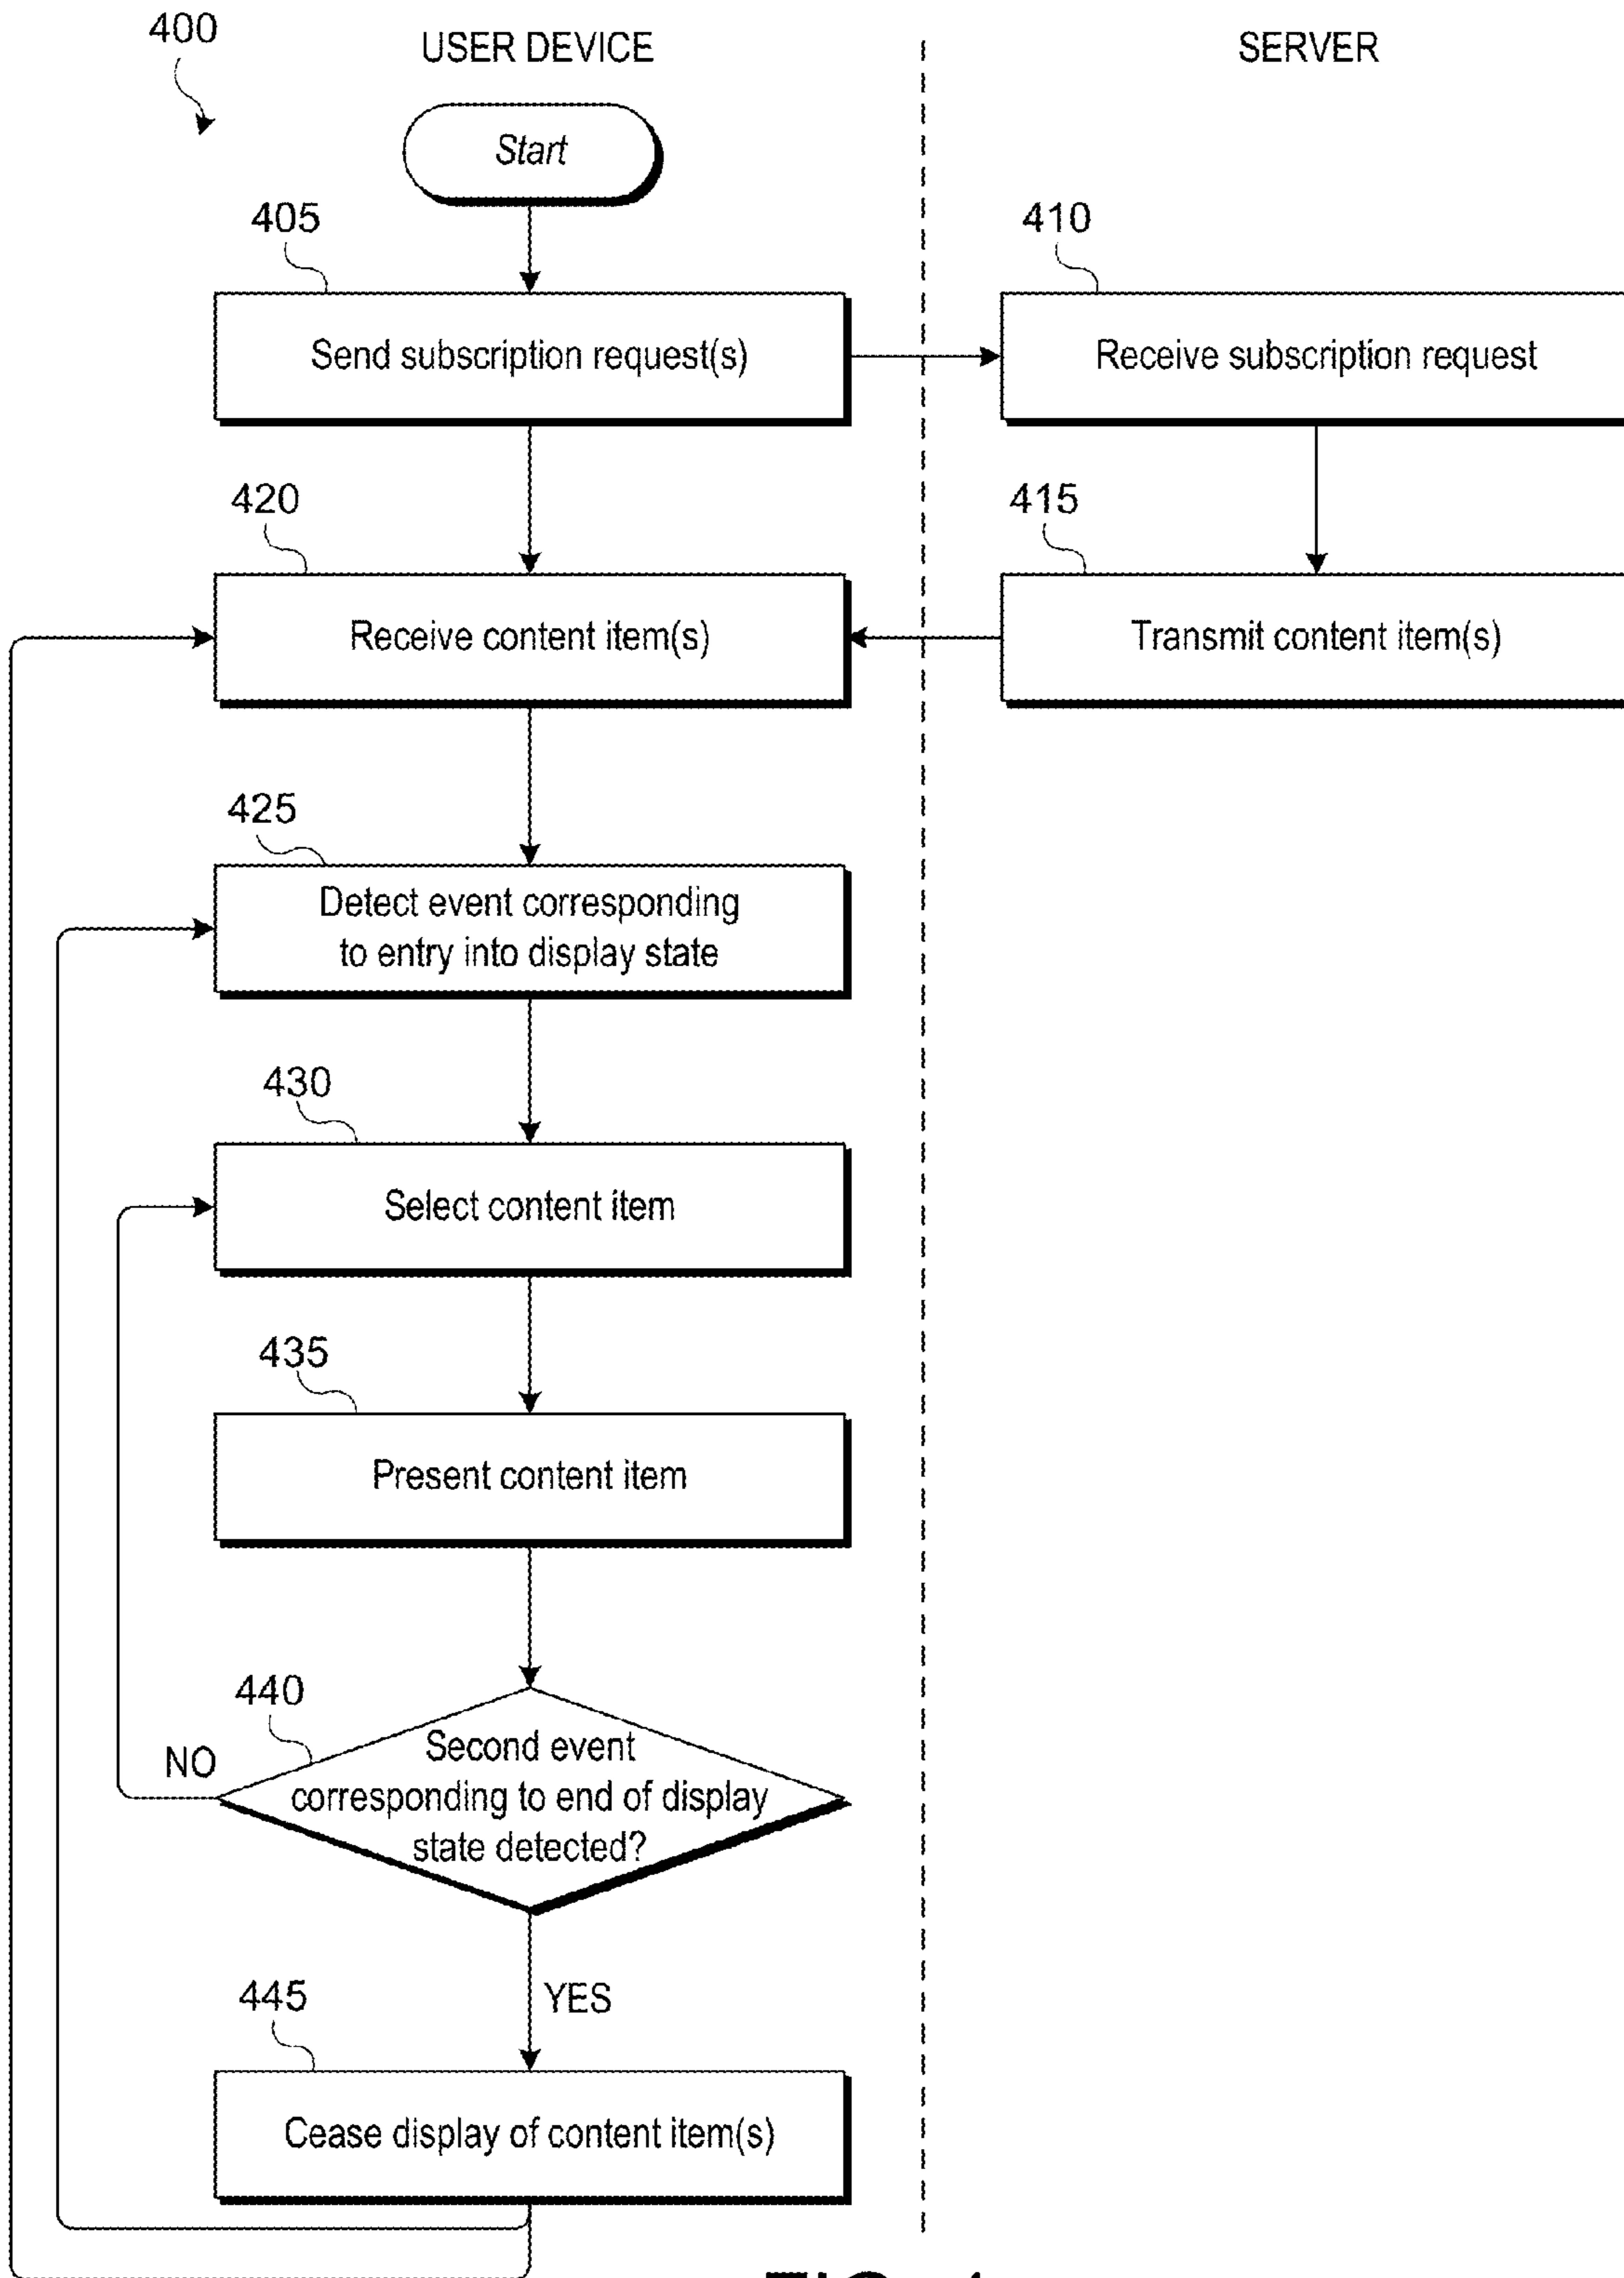 400
USER DEVICE
SERVER
Start
405
410
Send subscription request(s)
Receive subscription request
420
415
Receive content item(s)
Transmit content item(s)
425
Detect event corresponding
to entry into display state
430
Select content item
435
Present content item
440
NO
Second event
corresponding to end of display
state detected?
YES
445
Cease display of content item(s)